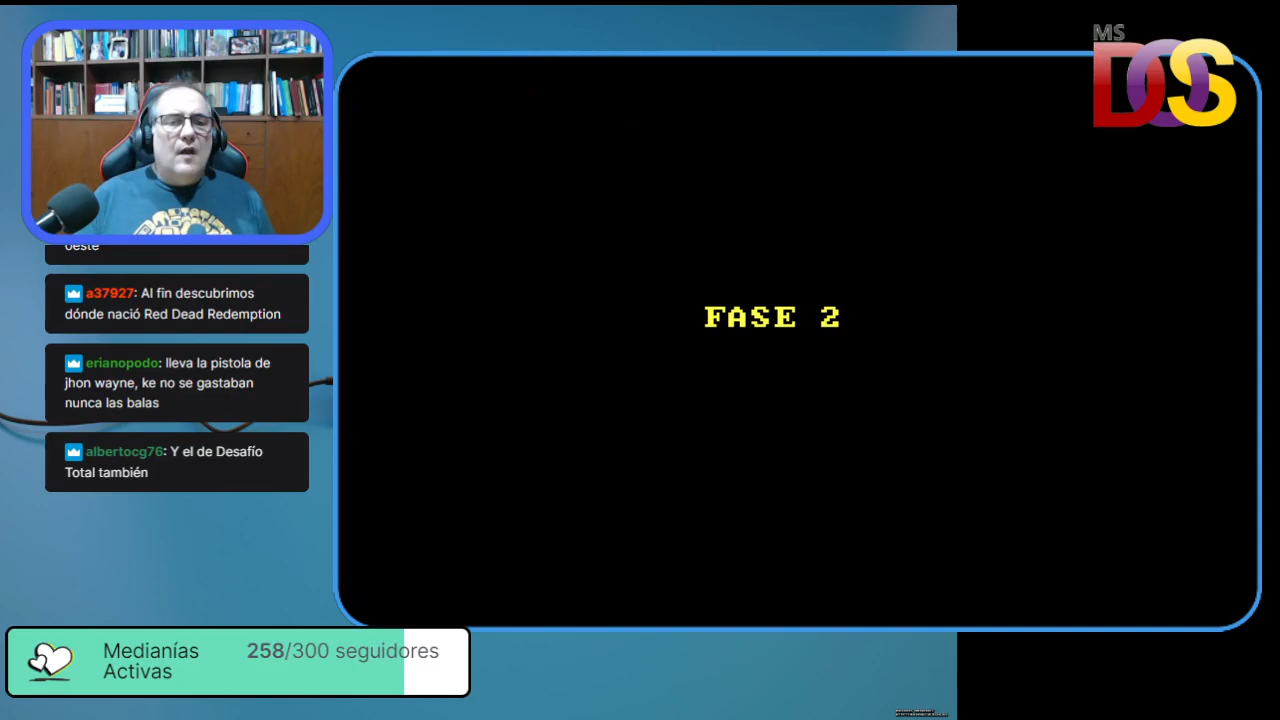 MS
DOS
FASE 2
oeste
a37927: Al fin descubrimos
dónde nació Red Dead Redemption
erianopodo: lleva la pistola de
jhon wayne, ke no se gastaban
nunca las balas
albertocg76: Y el de Desafío
Total también
Medianías
Activas
258/300 seguidores